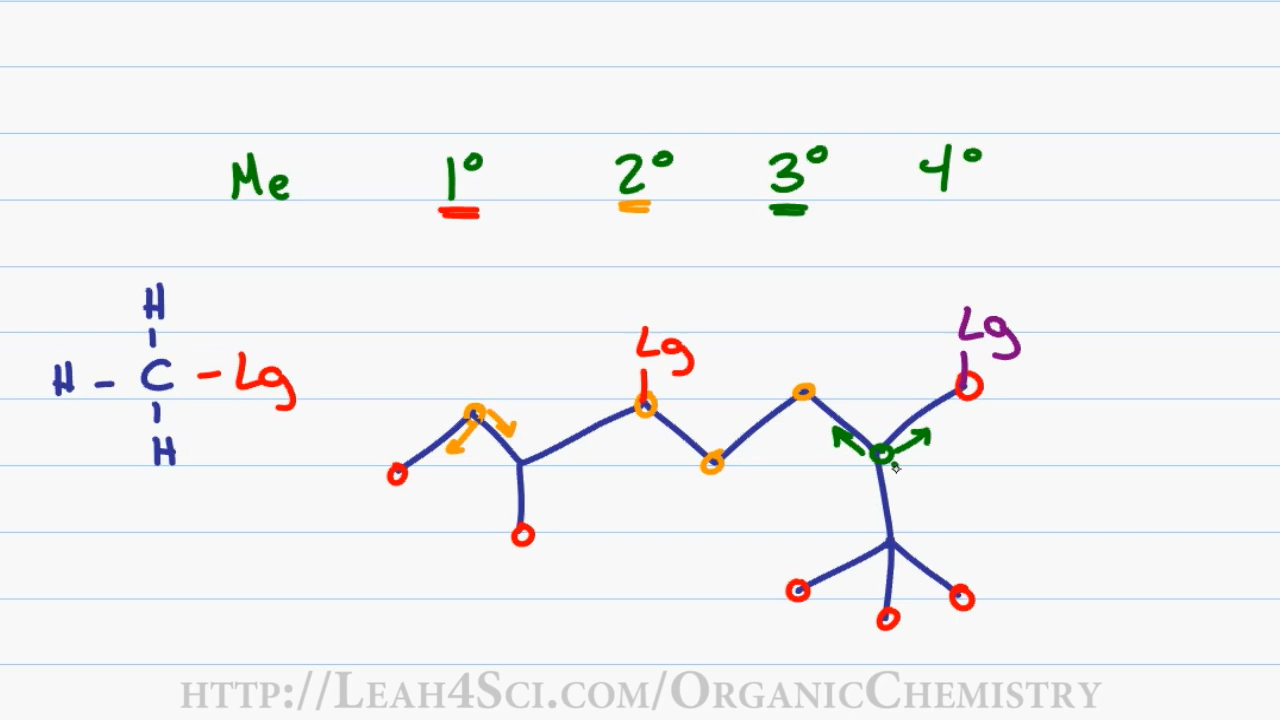 Me 1° 2° 3° 4°
H
Lg Lg
H - C - Lg
H
HTTP://LEAH4SCI.COM/ORGANICCHEMISTRY